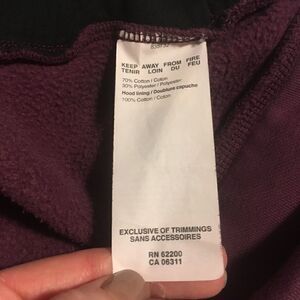 KEEP AWAY FROM FIRE
TENIR LOIN DU FEU
70% Cotton / Coton
30% Polyester / Polyester
Hood lining / Doublure capuche
100% Cotton / Coton
EXCLUSIVE OF TRIMMINGS
SANS ACCESSOIRES
RN 62200
CA 06311